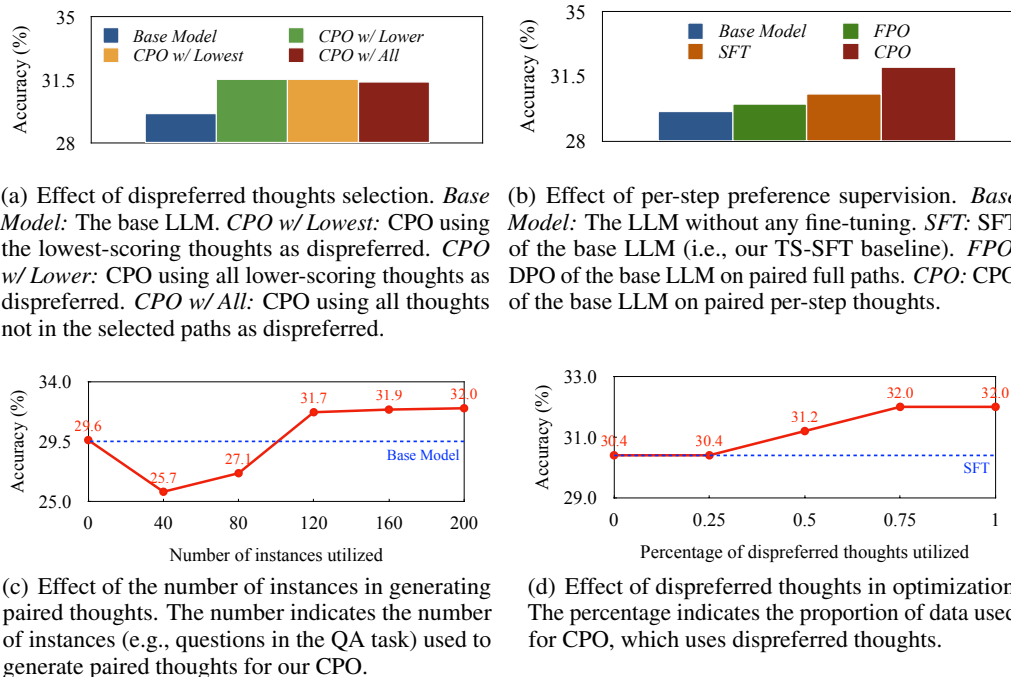 35
Base Model
CPO w/ Lower
CPO w/ Lowest
CPO w/ All
31.5
28
Accuracy (%)
(a) Effect of dispreferred thoughts selection. Base
Model: The base LLM. CPO w/ Lowest: CPO using
the lowest-scoring thoughts as dispreferred. CPO
w/ Lower: CPO using all lower-scoring thoughts as
dispreferred. CPO w/ All: CPO using all thoughts
not in the selected paths as dispreferred.
35
Base Model
FPO
SFT
CPO
31.5
28
Accuracy (%)
(b) Effect of per-step preference supervision. Base
Model: The LLM without any fine-tuning. SFT: SFT
of the base LLM (i.e., our TS-SFT baseline). FPO
DPO of the base LLM on paired full paths. CPO: CPO
of the base LLM on paired per-step thoughts.
34.0
29.5
25.0
Accuracy (%)
29.6
25.7
27.1
31.7
31.9
32.0
Base Model
0
40
80
120
160
200
Number of instances utilized
(c) Effect of the number of instances in generating
paired thoughts. The number indicates the number
of instances (e.g., questions in the QA task) used to
generate paired thoughts for our CPO.
33.0
31.0
29.0
Accuracy (%)
30.4
30.4
31.2
32.0
32.0
SFT
0
0.25
0.5
0.75
1
Percentage of dispreferred thoughts utilized
(d) Effect of dispreferred thoughts in optimization
The percentage indicates the proportion of data used
for CPO, which uses dispreferred thoughts.